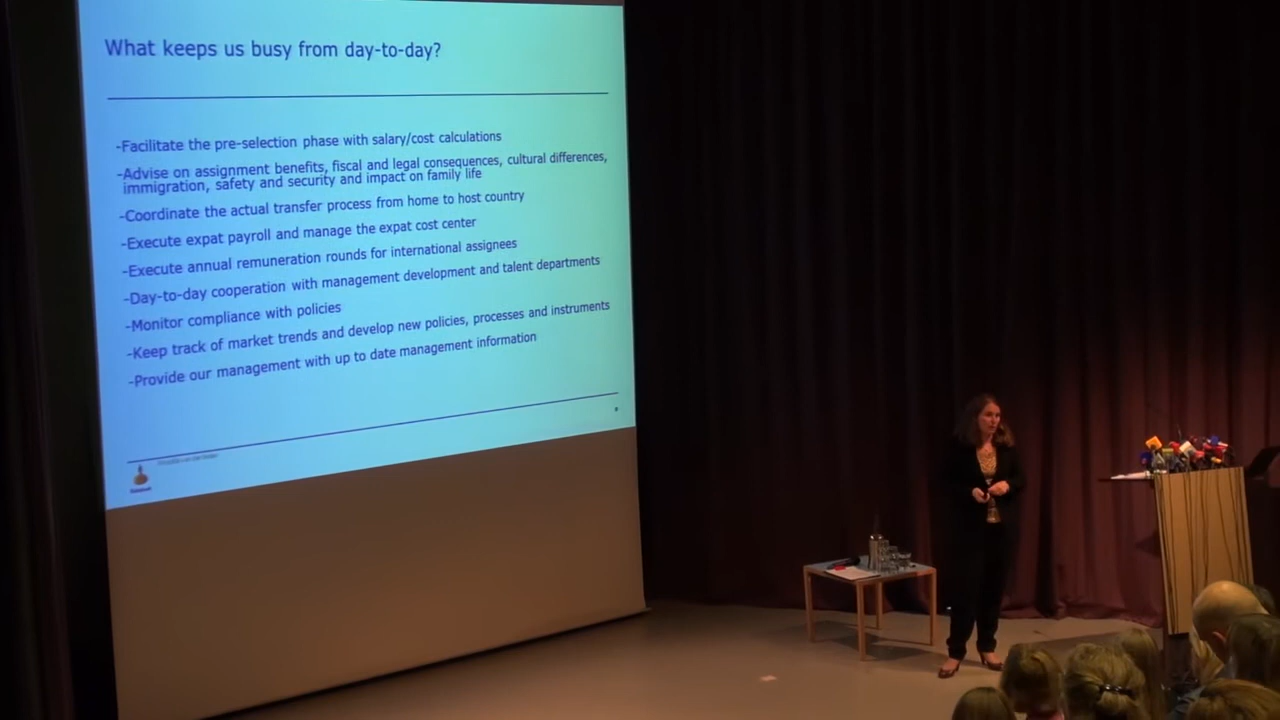 What keeps us busy from day-to-day?
-Facilitate the pre-selection phase with salary/cost calculations
-Advise on assignment benefits, fiscal and legal consequences, cultural differences,
immigration, safety and security and impact on family life
-Coordinate the actual transfer process from home to host country
-Execute expat payroll and manage the expat cost center
-Execute annual remuneration rounds for international assignees
-Day-to-day cooperation with management development and talent departments
-Monitor compliance with policies
-Keep track of market trends and develop new policies, processes and instruments
-Provide our management with up to date management information